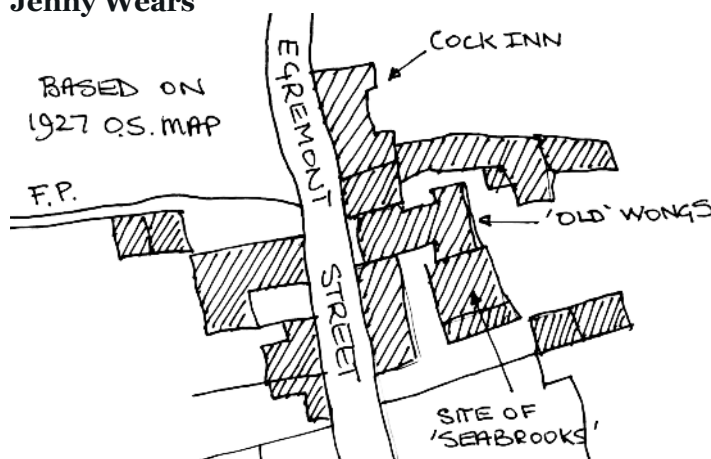 Jenny Wears
COCK INN
BASED ON
1927 O.S. MAP
EGREMONT
STREET
F.P.
'OLD' WONGS
SITE OF
'SEABROOKS'